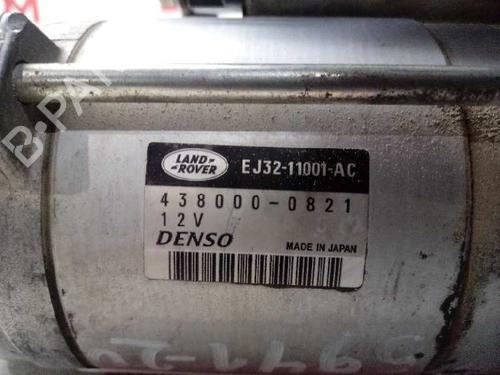 LAND-
ROVER
EJ32-11001-AC
438000-0821
12V
DENSO
MADE IN JAPAN
B-PA